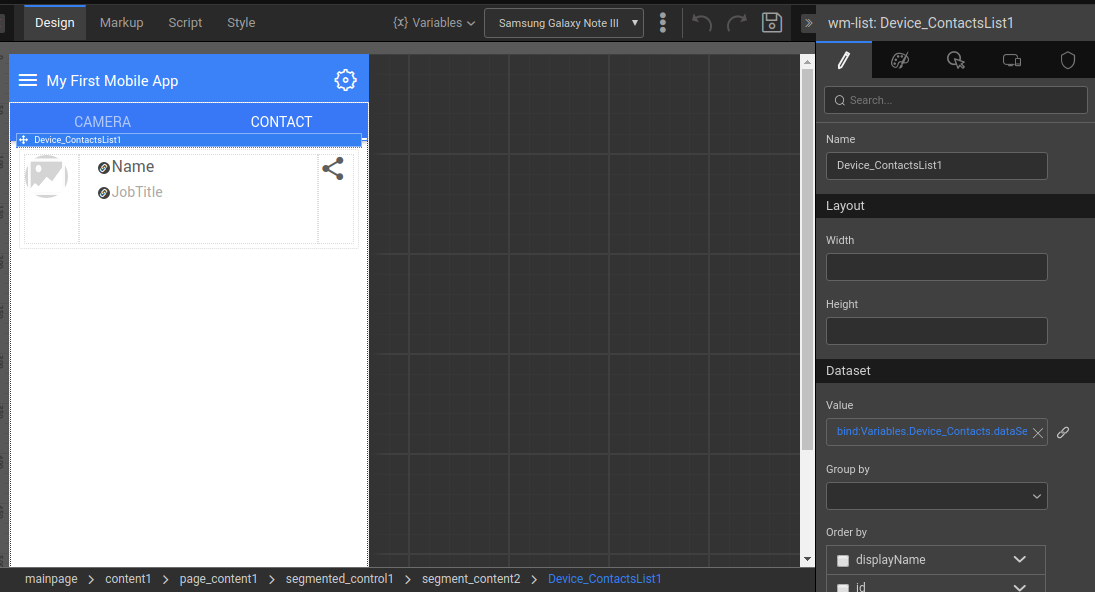 Design Markup Script Style {x} Variables Samsung Galaxy Note III
wm-list: Device_ContactsList1
My First Mobile App
CAMERA CONTACT
Device_ContactsList1
Name
JobTitle
Search...
Name
Device_ContactsList1
Layout
Width
Height
Dataset
Value
bind:Variables.Device_Contacts.dataSe
Group by
Order by
displayName
id
mainpage > content1 > page_content1 > segmented_control1 > segment_content2 > Device_ContactsList1